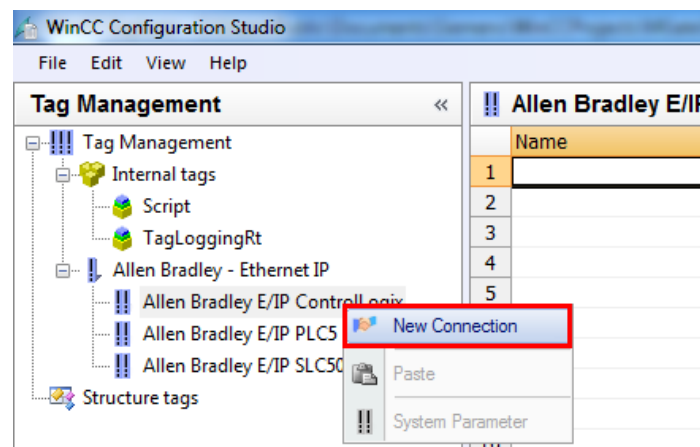 WinCC Configuration Studio
File Edit View Help
Tag Management «
Allen Bradley E/IP
Name
Tag Management
Internal tags
Script
TagLoggingRt
Allen Bradley - Ethernet IP
Allen Bradley E/IP ControlLogix
Allen Bradley E/IP PLC5
Allen Bradley E/IP SLC50
Structure tags
1
2
3
4
5
New Connection
Paste
System Parameter